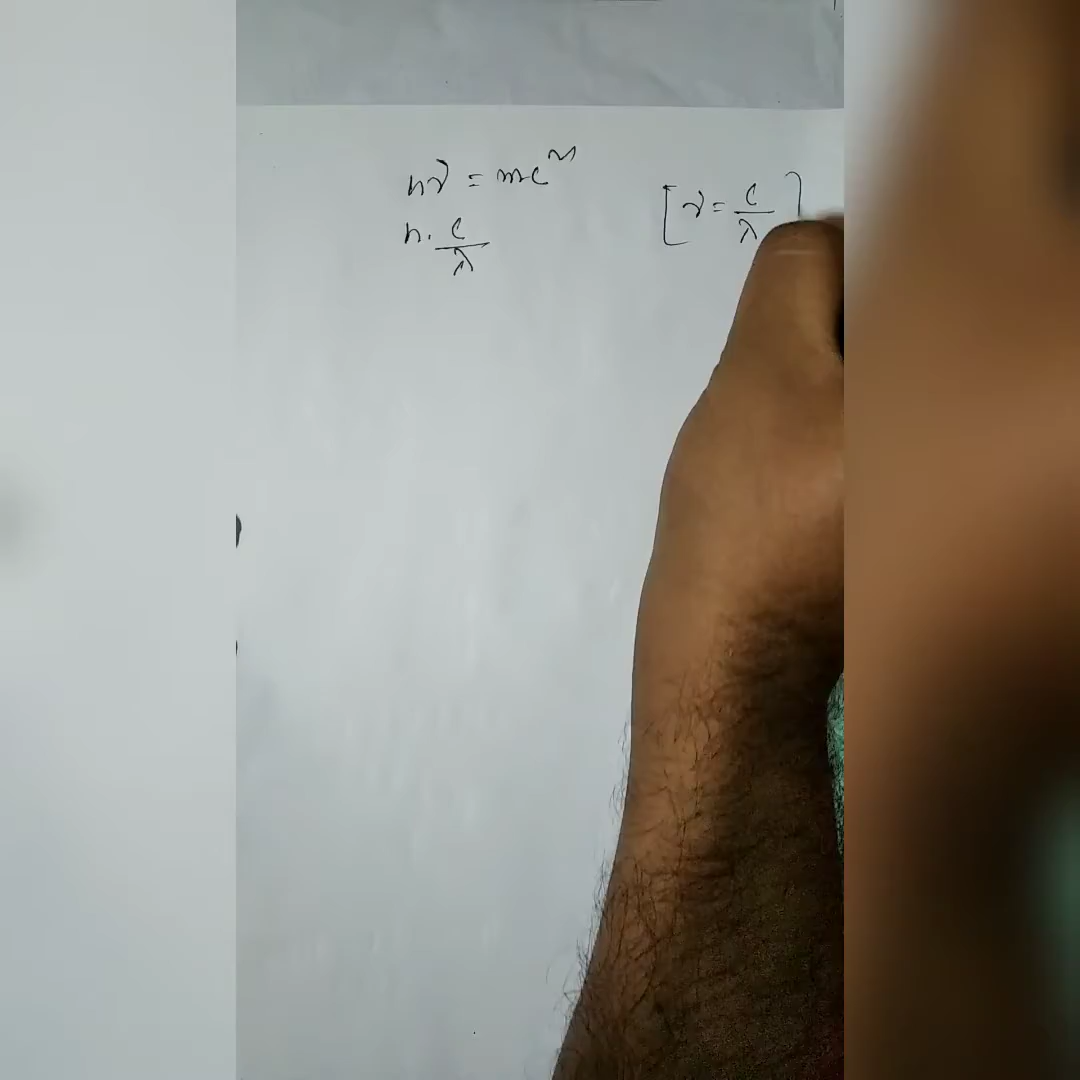 hν = mc²
h. c/λ
[ν = c/λ]